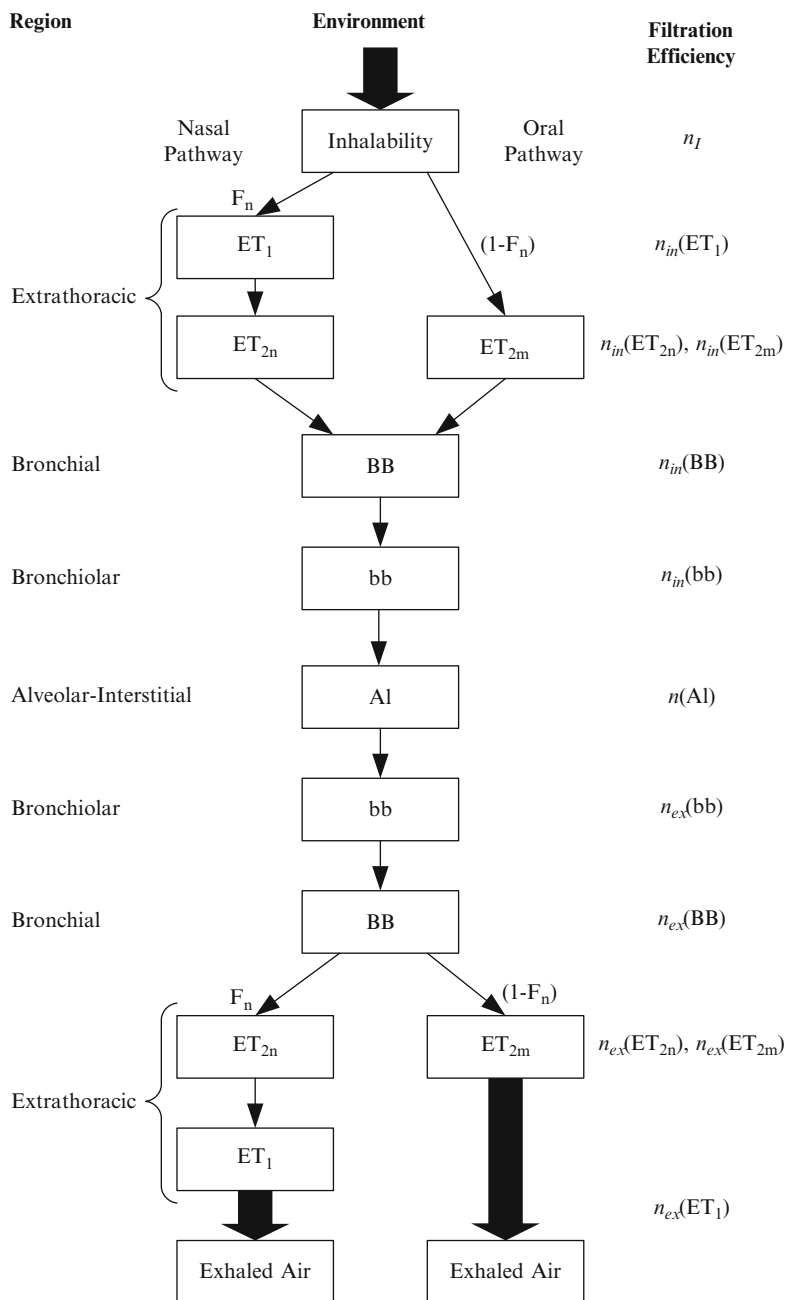 Region Environment Filtration Efficiency
Nasal Pathway Inhalability Oral Pathway n_I
F_n
ET_1 (1-F_n) n_in(ET_1)
Extrathoracic
ET_2n ET_2m n_in(ET_2n), n_in(ET_2m)
Bronchial BB n_in(BB)
Bronchiolar bb n_in(bb)
Alveolar-Interstitial Al n(Al)
Bronchiolar bb n_ex(bb)
Bronchial BB n_ex(BB)
F_n (1-F_n)
ET_2n ET_2m n_ex(ET_2n), n_ex(ET_2m)
Extrathoracic
ET_1
n_ex(ET_1)
Exhaled Air Exhaled Air